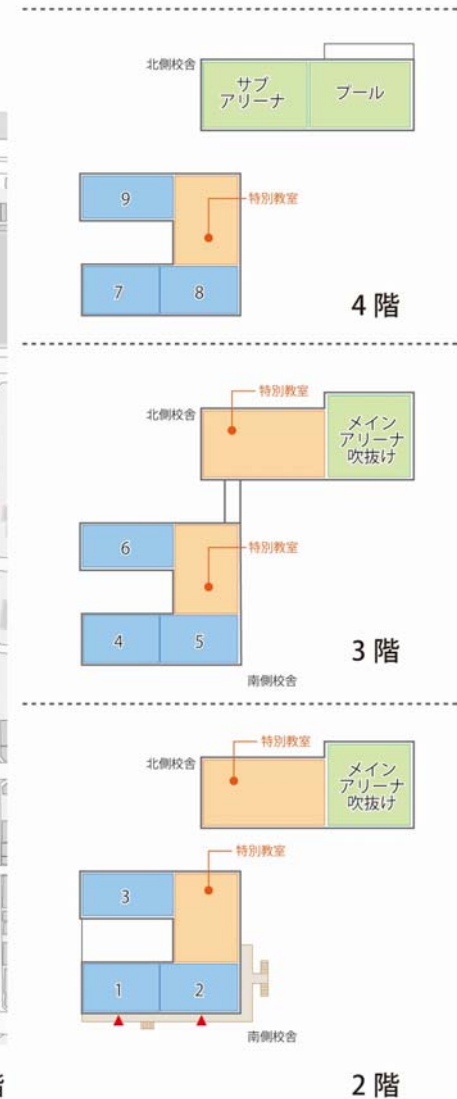 北側校舎
サブ
アリーナ
プール
9
特別教室
7
8
4 階
特別教室
北側校舎
メイン
アリーナ
吹抜け
6
特別教室
4
5
3 階
南側校舎
特別教室
北側校舎
メイン
アリーナ
吹抜け
特別教室
3
1
2
南側校舎
階
2 階